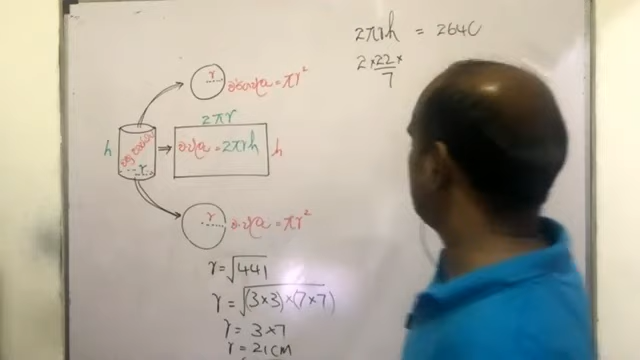 2πrh = 2640
2 × 22/7 ×
r
= πr²
2πr
h
= 2πrh
h
r
r
= πr²
r = √441
r = √(3×3)×(7×7)
r = 3×7
r = 21CM